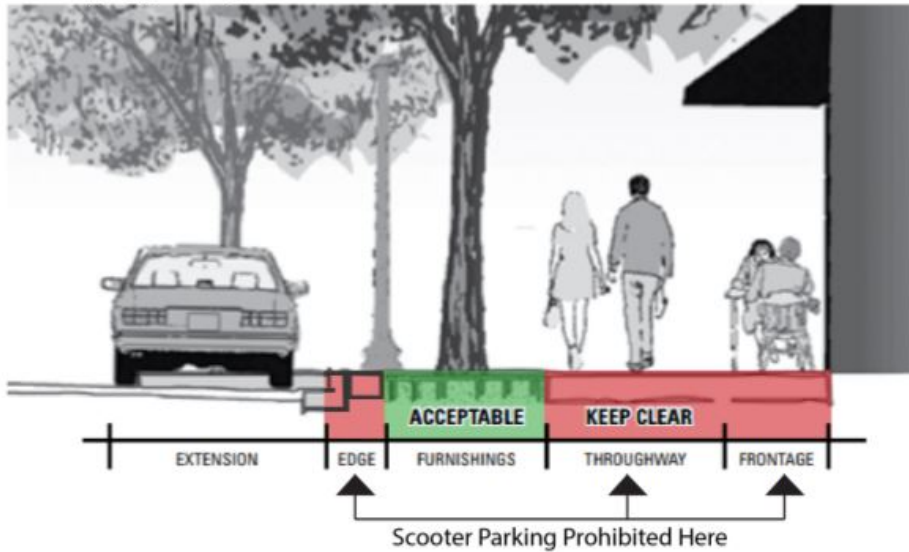 ACCEPTABLE KEEP CLEAR
EXTENSION EDGE FURNISHINGS THROUGHWAY FRONTAGE
Scooter Parking Prohibited Here